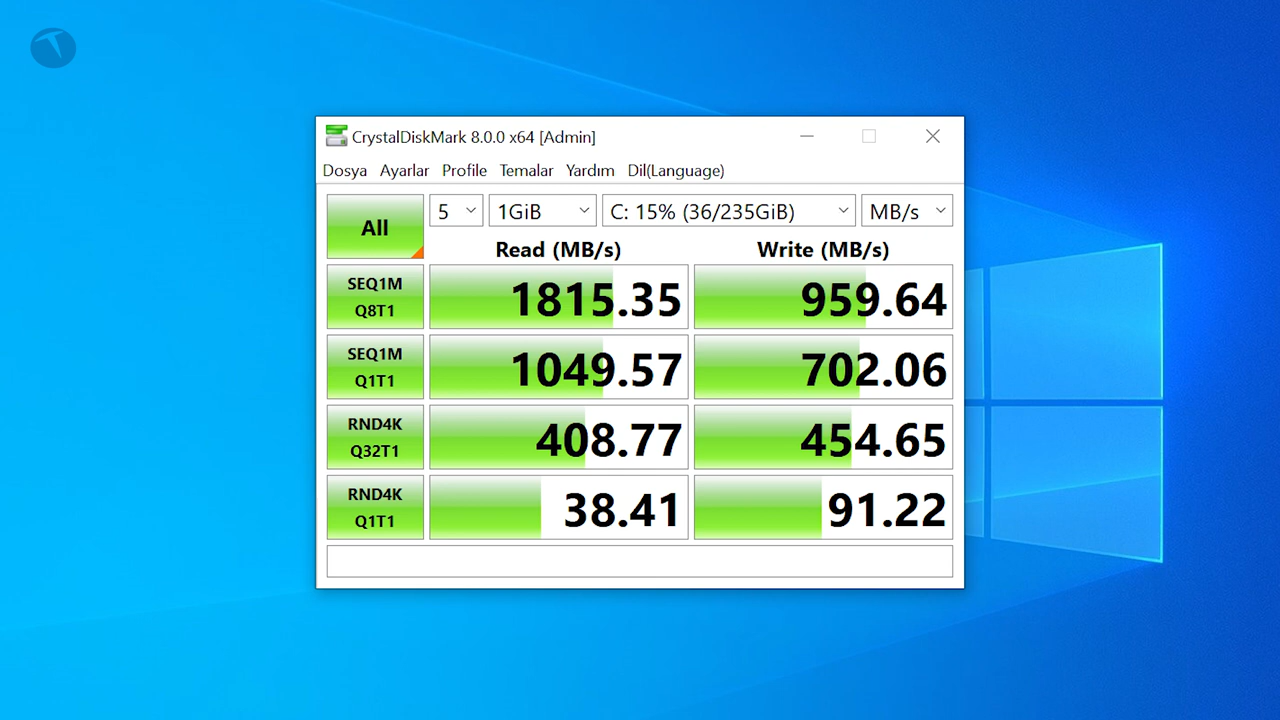 CrystalDiskMark 8.0.0 x64 [Admin]
Dosya Ayarlar Profile Temalar Yardım Dil(Language)
All 5 1GiB C: 15% (36/235GiB) MB/s
Read (MB/s) Write (MB/s)
SEQ1M
Q8T1 1815.35 959.64
SEQ1M
Q1T1 1049.57 702.06
RND4K
Q32T1 408.77 454.65
RND4K
Q1T1 38.41 91.22